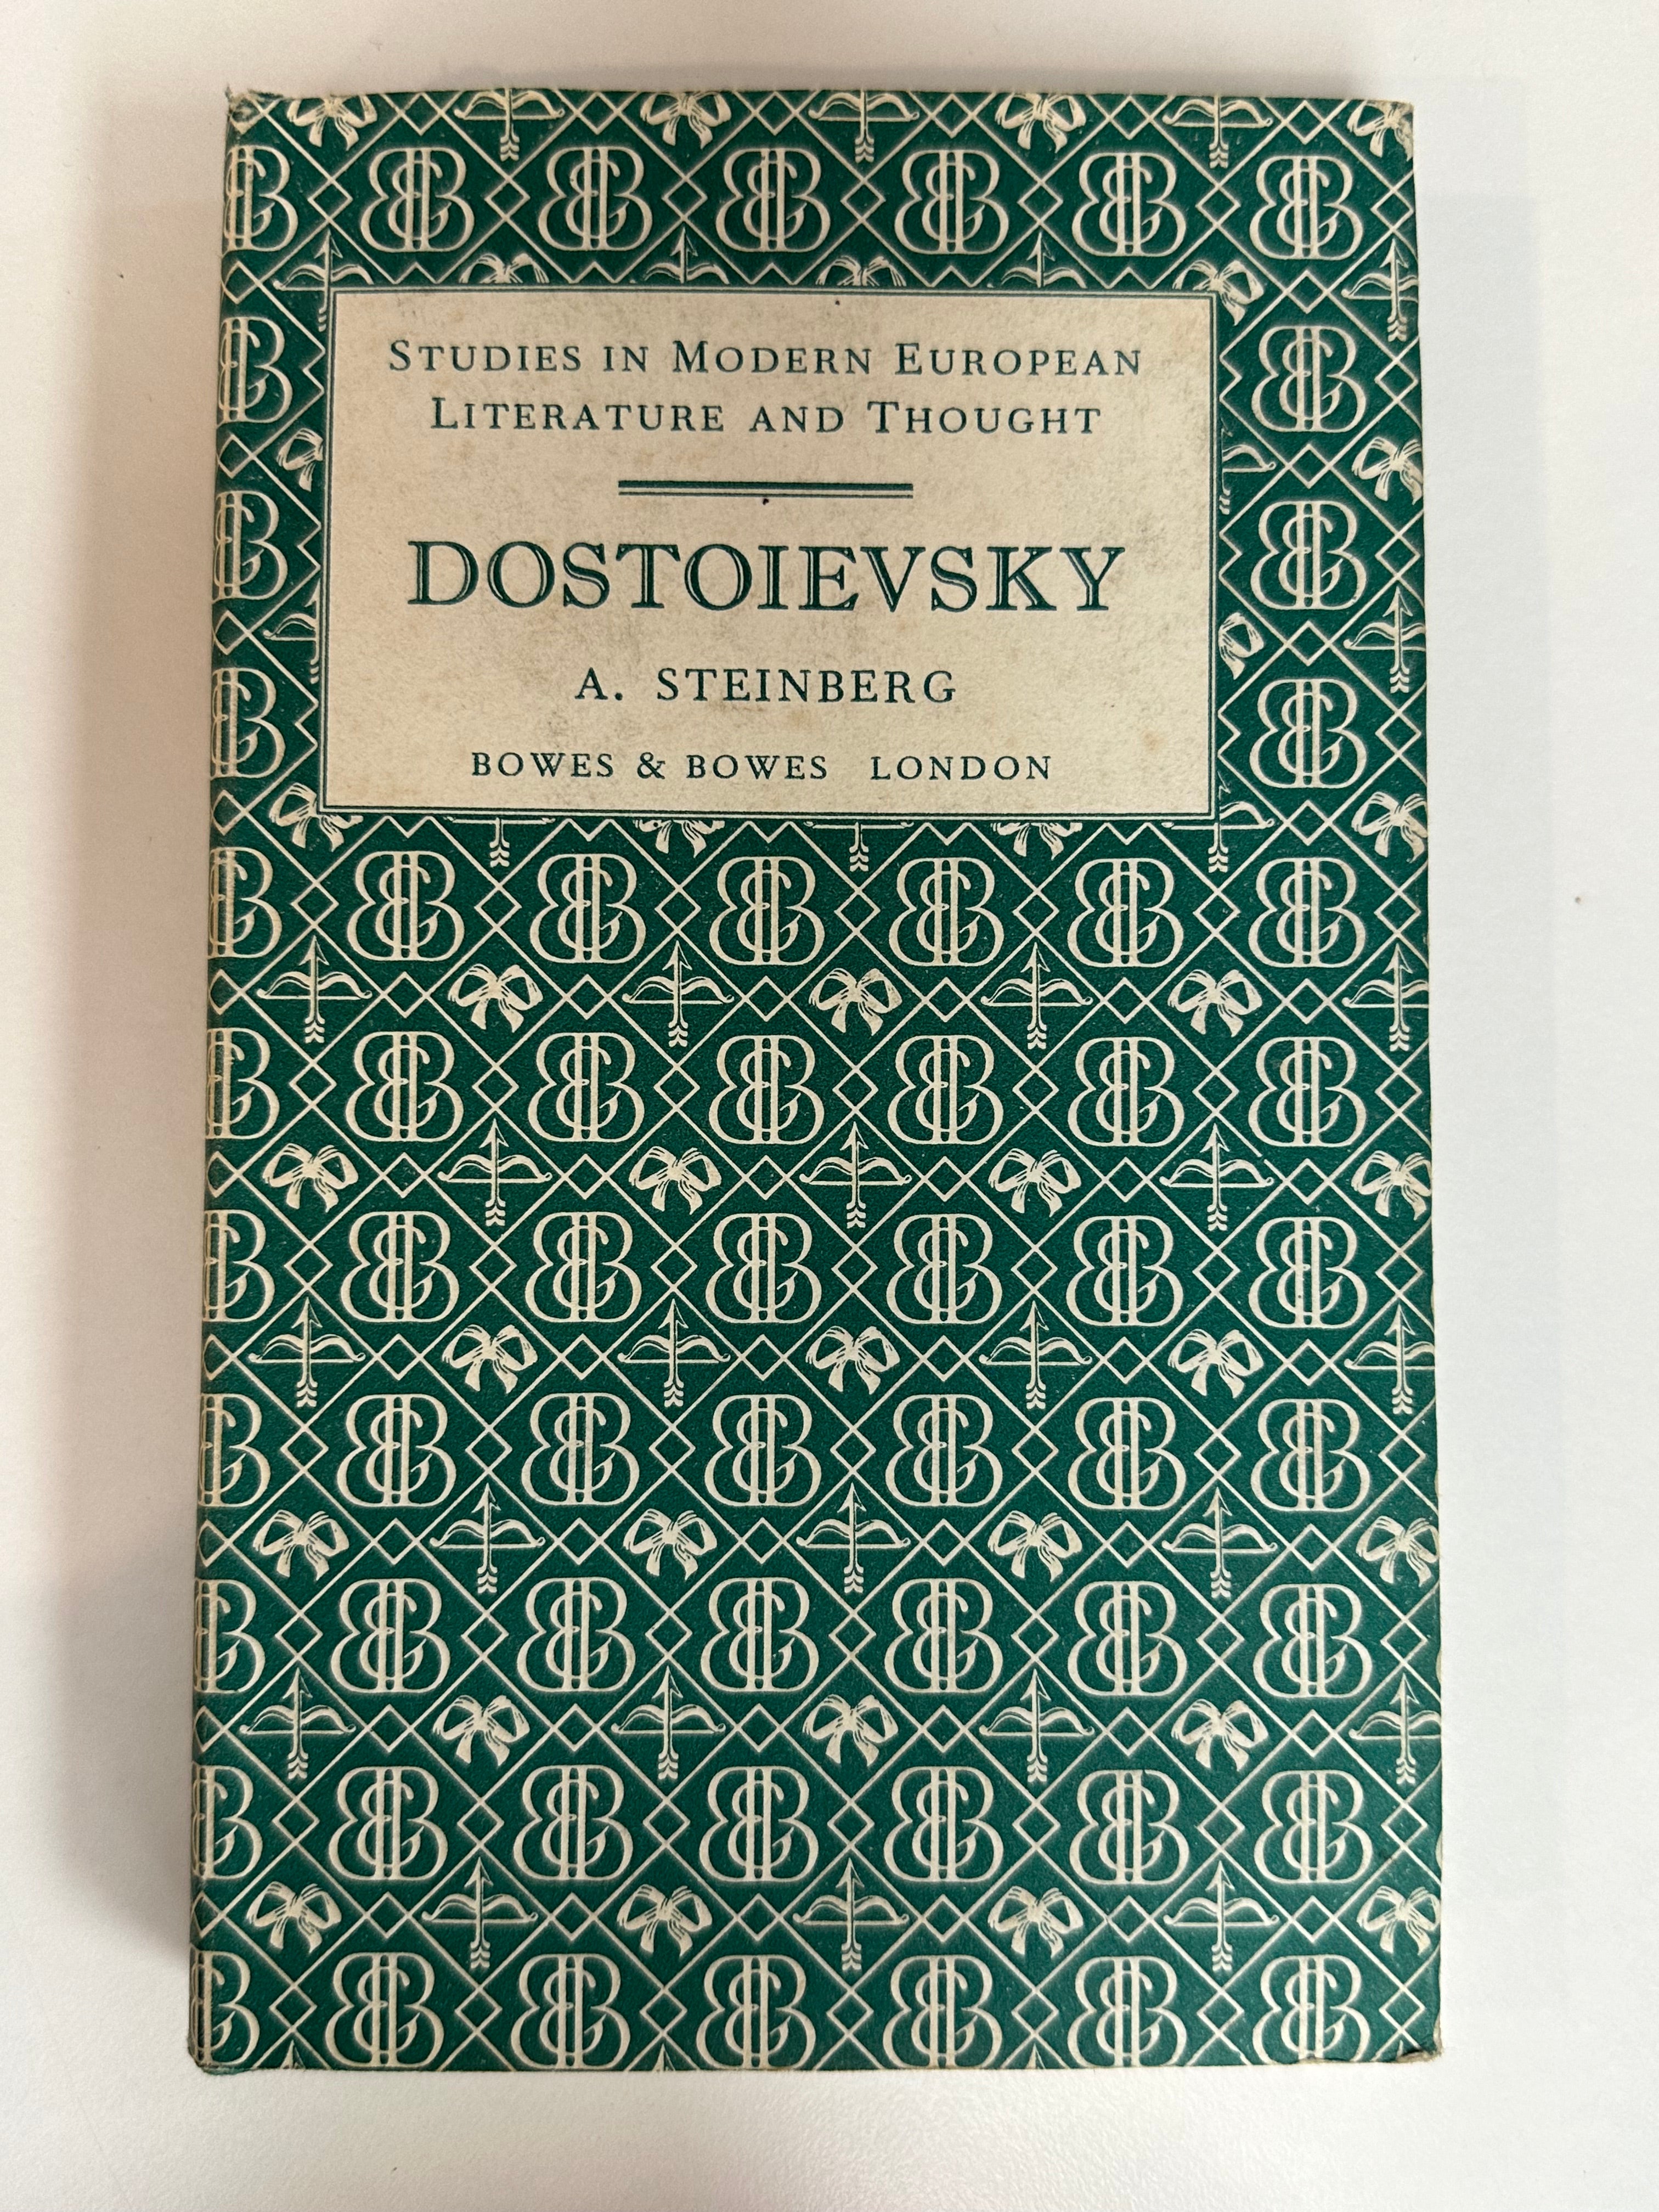 STUDIES IN MODERN EUROPEAN
LITERATURE AND THOUGHT
DOSTOIEVSKY
A. STEINBERG
BOWES & BOWES LONDON